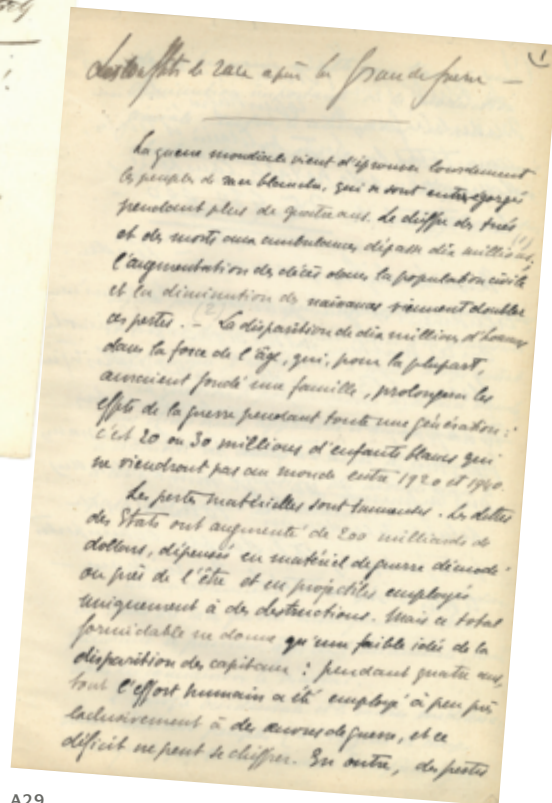 Les conflits de race après la Grande Guerre —
1
La guerre mondiale vient d'éprouver lourdement
les peuples de race blanche, qui se sont entre-égorgés
pendant plus de quatre ans. Le chiffre des tués
et des morts aux ambulances dépasse dix millions (1),
l'augmentation des décès dans la population civile
et la diminution des naissances viennent doubler
ces pertes. (2) — La disparition de dix millions d'hommes
dans la force de l'âge, qui, pour la plupart,
auraient fondé une famille, prolongera les
effets de la guerre pendant toute une génération :
c'est 20 ou 30 millions d'enfants blancs qui
ne viendront pas au monde entre 1920 et 1940.
Les pertes matérielles sont immenses. Les dettes
des Etats ont augmenté de 200 milliards de
dollars, dépensés en matériel de guerre démodé
ou près de l'être et en projectiles employés
uniquement à des destructions. Mais ce total
formidable ne donne qu'une faible idée de la
disparition des capitaux : pendant quatre ans,
tout l'effort humain a été employé à peu près
exclusivement à des œuvres de guerre, et ce
déficit ne peut se chiffrer. En outre, des pertes
A29